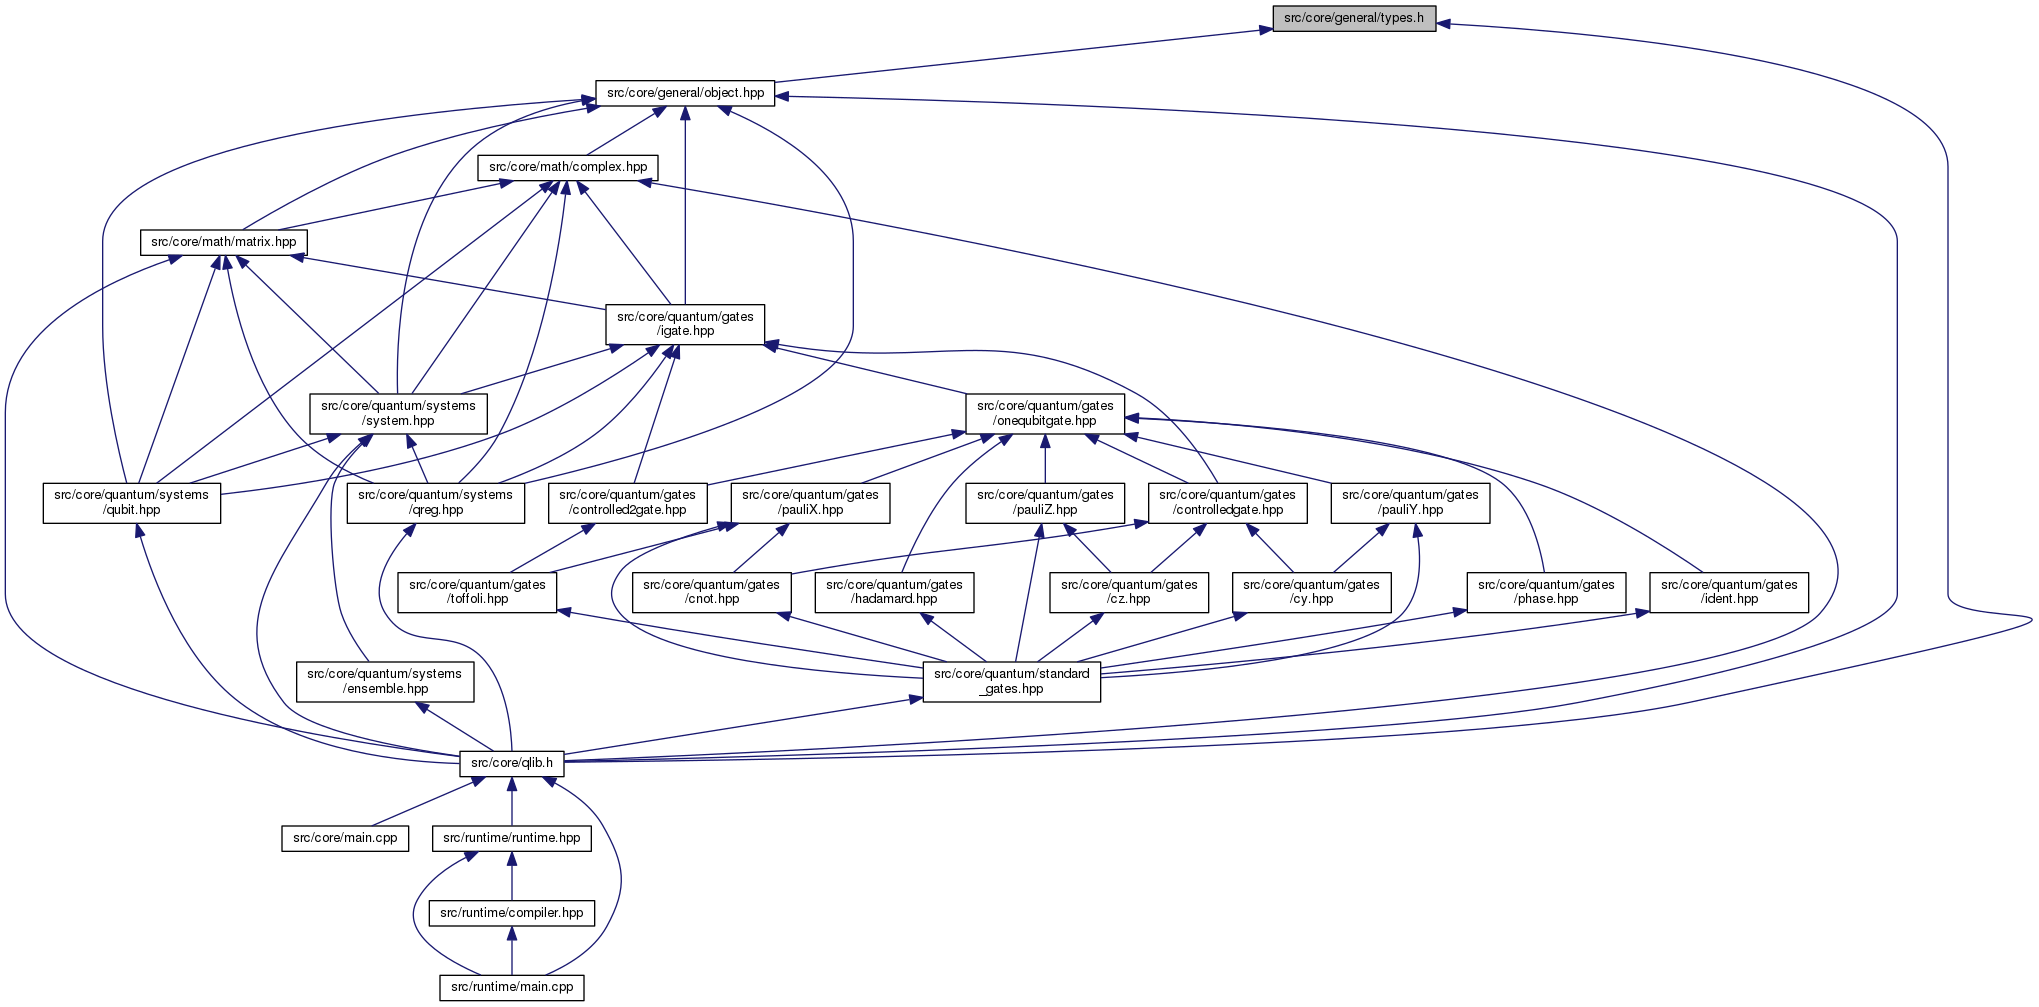 src/core/general/types.h
src/core/general/object.hpp
src/core/math/complex.hpp
src/core/math/matrix.hpp
src/core/quantum/gates
/igate.hpp
src/core/quantum/systems
/system.hpp
src/core/quantum/gates
/onequbitgate.hpp
src/core/quantum/systems
/qubit.hpp
src/core/quantum/systems
/qreg.hpp
src/core/quantum/gates
/controlled2gate.hpp
src/core/quantum/gates
/pauliX.hpp
src/core/quantum/gates
/pauliZ.hpp
src/core/quantum/gates
/controlledgate.hpp
src/core/quantum/gates
/pauliY.hpp
src/core/quantum/gates
/toffoli.hpp
src/core/quantum/gates
/cnot.hpp
src/core/quantum/gates
/hadamard.hpp
src/core/quantum/gates
/cz.hpp
src/core/quantum/gates
/cy.hpp
src/core/quantum/gates
/phase.hpp
src/core/quantum/gates
/ident.hpp
src/core/quantum/systems
/ensemble.hpp
src/core/quantum/standard
_gates.hpp
src/core/qlib.h
src/core/main.cpp
src/runtime/runtime.hpp
src/runtime/compiler.hpp
src/runtime/main.cpp